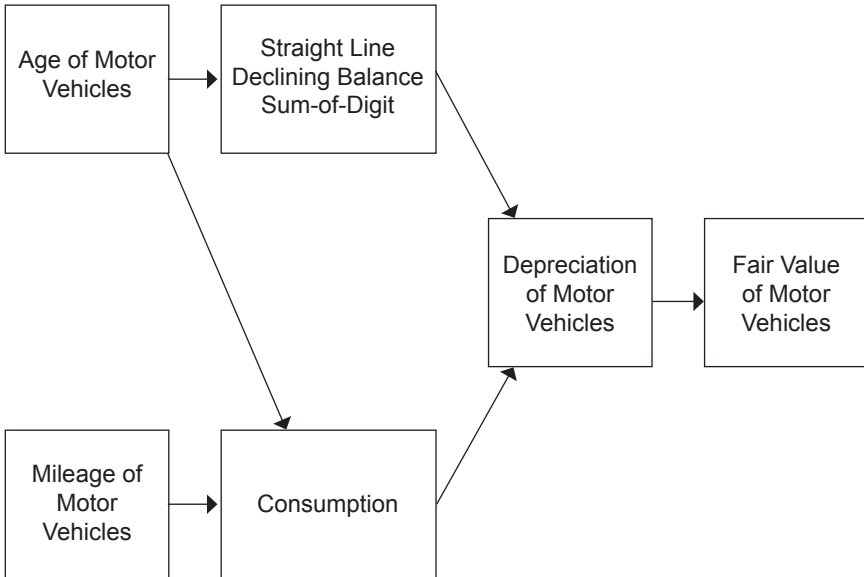 Age of Motor
Vehicles
Straight Line
Declining Balance
Sum-of-Digit
Depreciation
of Motor
Vehicles
Fair Value
of Motor
Vehicles
Mileage of
Motor
Vehicles
Consumption